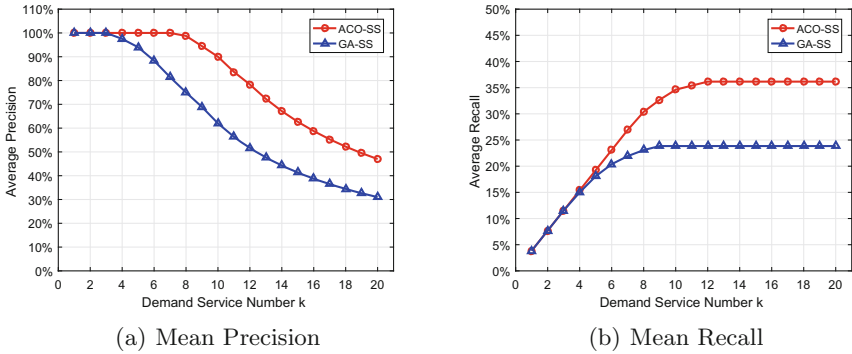 110%
100%
90%
80%
70%
60%
50%
40%
30%
20%
10%
0%
Average Precision
0 2 4 6 8 10 12 14 16 18 20
Demand Service Number k
ACO-SS
GA-SS
(a) Mean Precision
50%
45%
40%
35%
30%
25%
20%
15%
10%
5%
0%
Average Recall
0 2 4 6 8 10 12 14 16 18 20
Demand Service Number k
ACO-SS
GA-SS
(b) Mean Recall